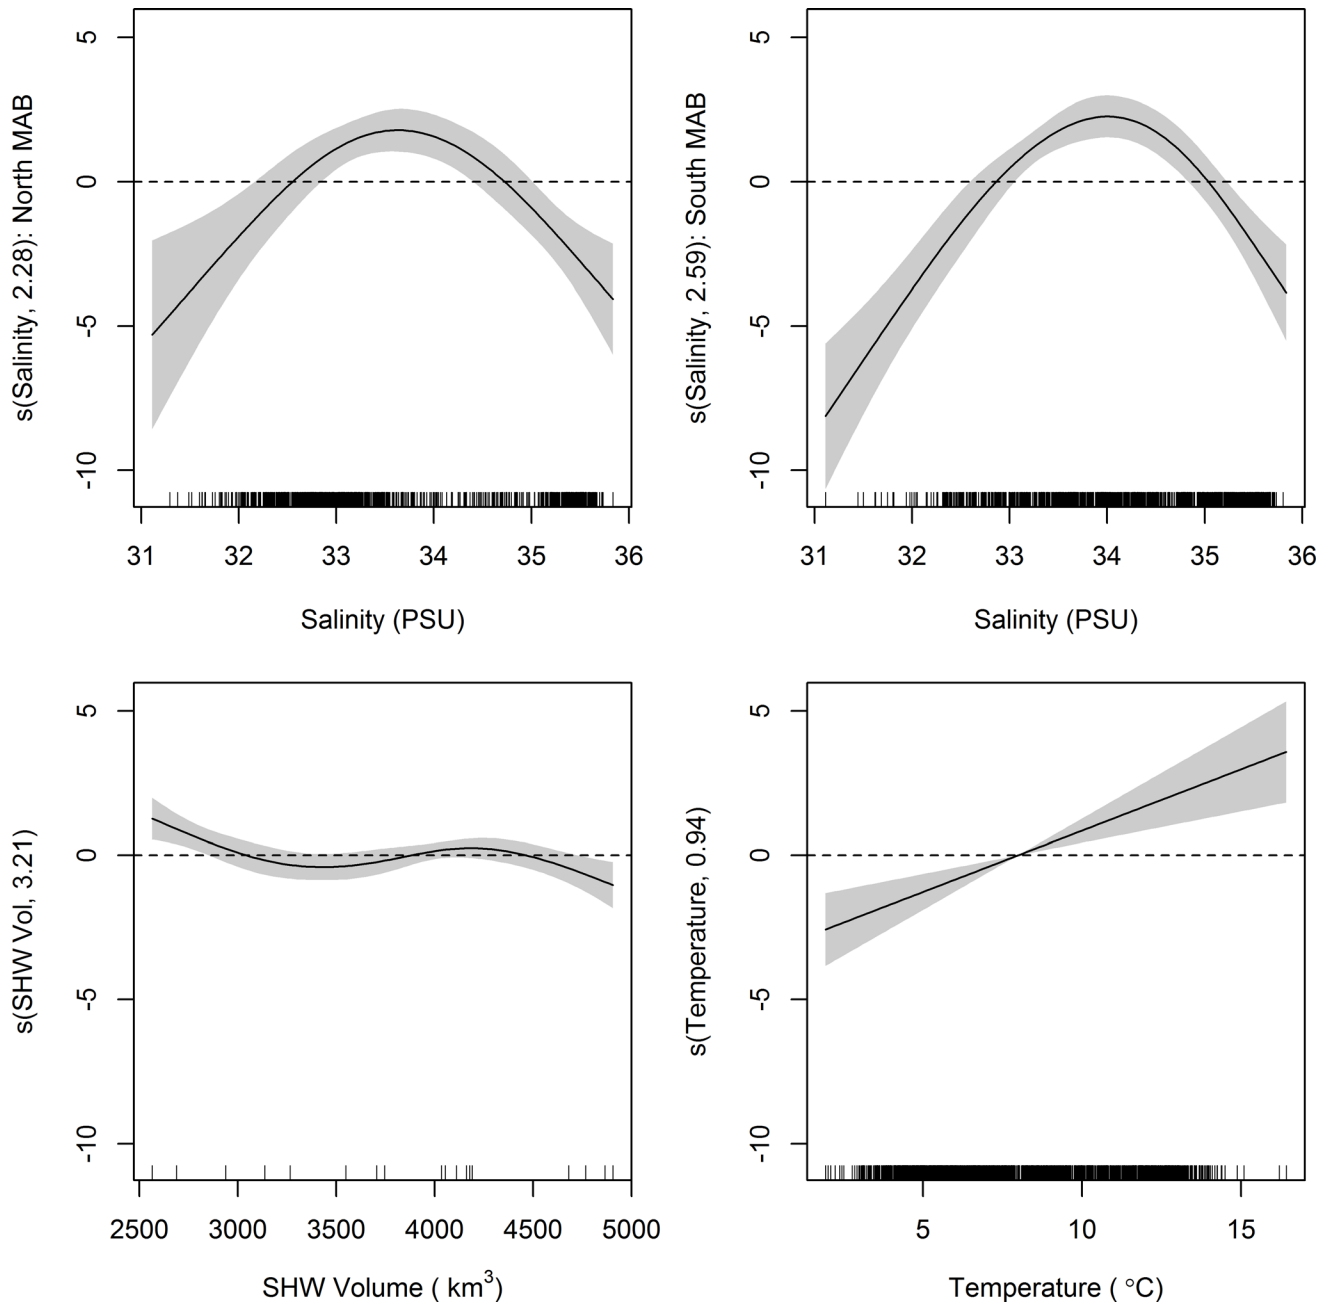 s(Salinity, 2.28): North MAB
5
0
-5
-10
31 32 33 34 35 36
Salinity (PSU)
s(Salinity, 2.59): South MAB
5
0
-5
-10
31 32 33 34 35 36
Salinity (PSU)
s(SHW Vol, 3.21)
5
0
-5
-10
2500 3000 3500 4000 4500 5000
SHW Volume ( km³)
s(Temperature, 0.94)
5
0
-5
-10
5 10 15
Temperature ( °C)